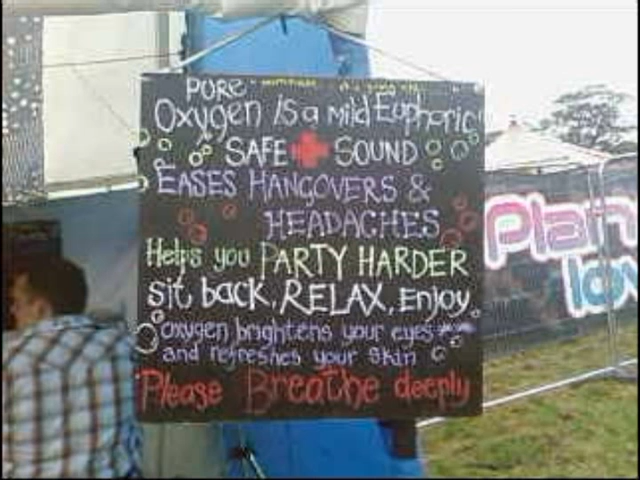 PURE
Oxygen is a mild Euphoric!
SAFE + SOUND
EASES HANGOVERS &
HEADACHES
Helps you PARTY HARDER
sit back, RELAX, Enjoy
oxygen brightens your eyes
and refreshes your skin
Please Breathe deeply
Plan
lov